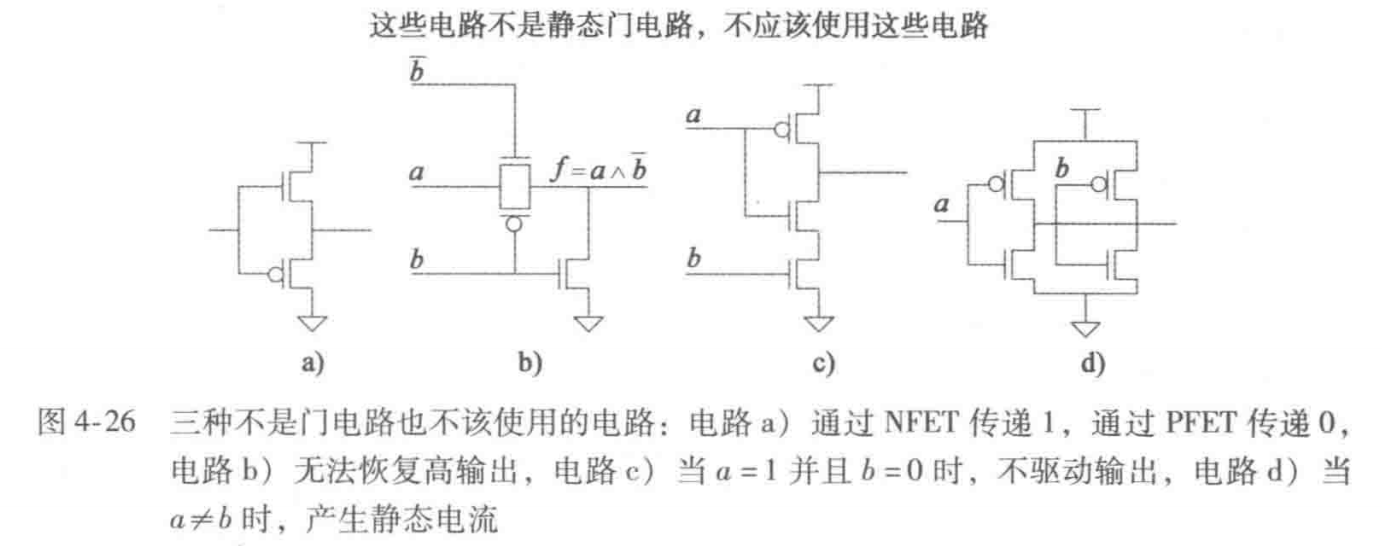 这些电路不是静态门电路，不应该使用这些电路
b̅
a
f=a∧b̅
b
a
b
b
a
a)
b)
c)
d)
图 4-26 三种不是门电路也不该使用的电路：电路 a）通过 NFET 传递 1，通过 PFET 传递 0，
电路 b）无法恢复高输出，电路 c）当 a=1 并且 b=0 时，不驱动输出，电路 d）当
a≠b 时，产生静态电流